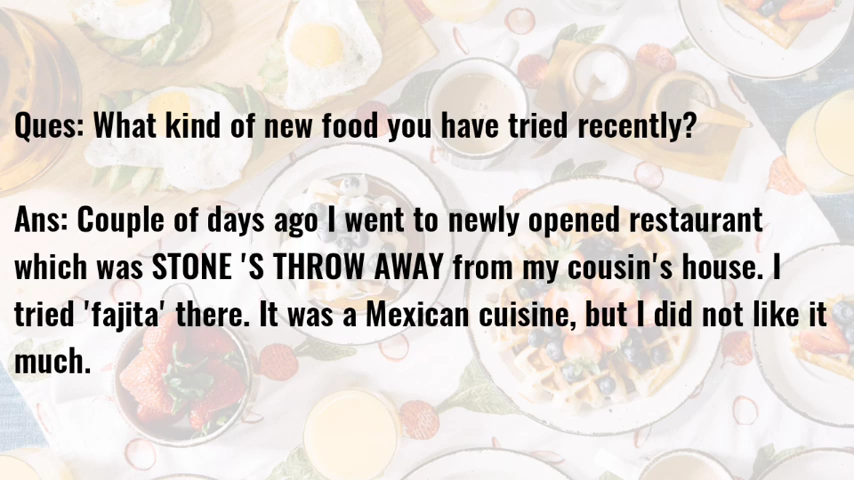 Ques: What kind of new food you have tried recently?
Ans: Couple of days ago I went to newly opened restaurant
which was STONE 'S THROW AWAY from my cousin's house. I
tried 'fajita' there. It was a Mexican cuisine, but I did not like it
much.